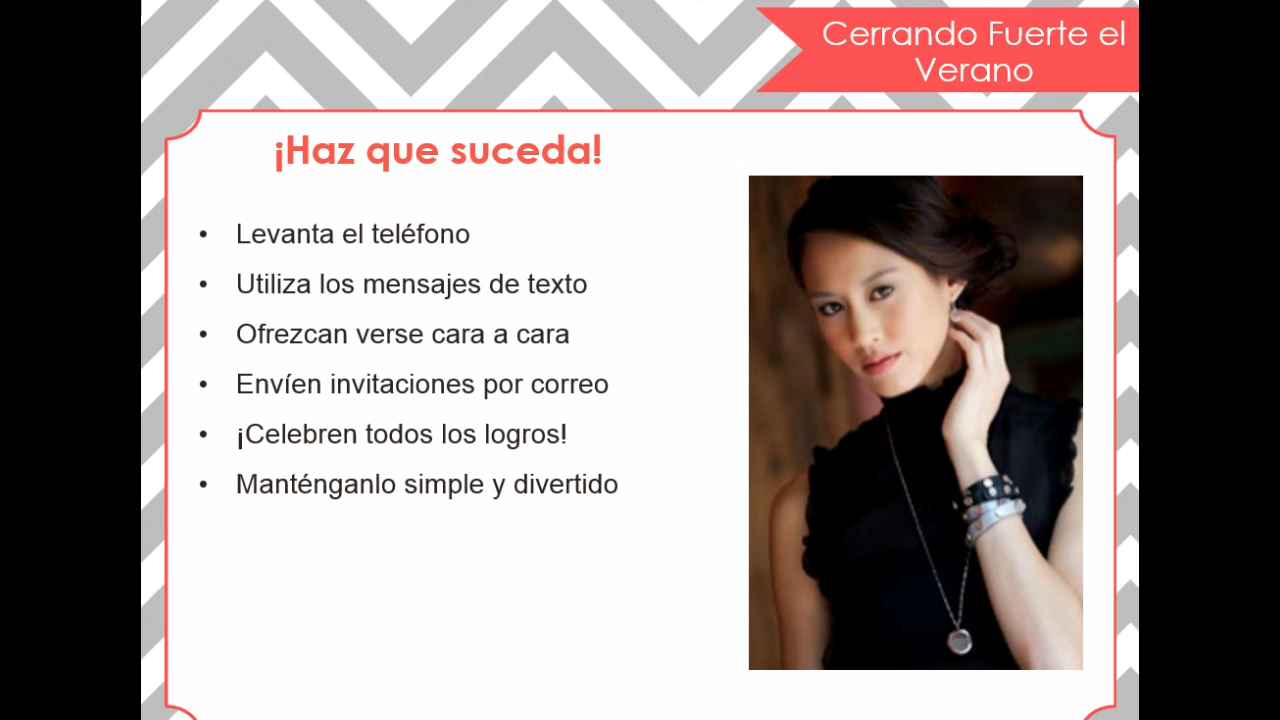 Cerrando Fuerte el
Verano
¡Haz que suceda!
• Levanta el teléfono
• Utiliza los mensajes de texto
• Ofrezcan verse cara a cara
• Envíen invitaciones por correo
• ¡Celebren todos los logros!
• Manténganlo simple y divertido